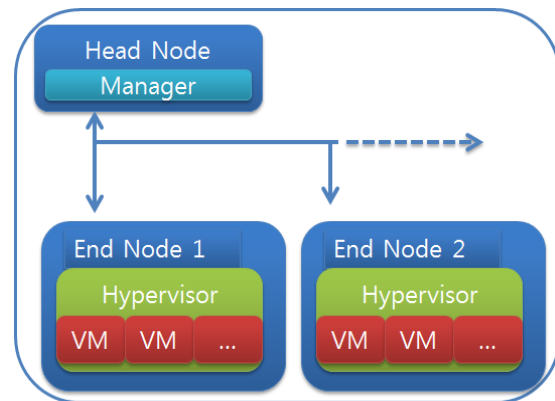 Head Node
Manager
End Node 1
Hypervisor
VM VM ...
End Node 2
Hypervisor
VM VM ...